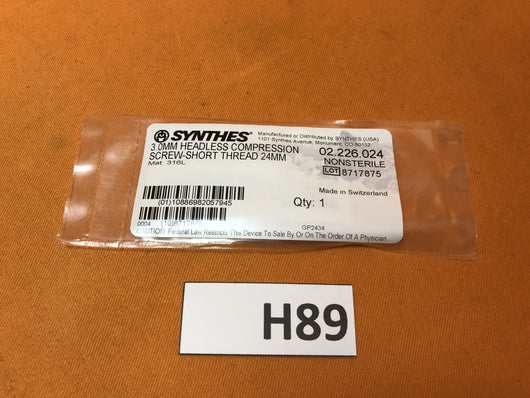 SYNTHES®
Manufactured or Distributed by SYNTHES (USA)
1101 Synthes Avenue, Monument, CO 80132
3.0MM HEADLESS COMPRESSION
SCREW-SHORT THREAD 24MM
Mat: 316L
02.226.024
NONSTERILE
LOT 8717875
Made in Switzerland
(01)10886982057945
Qty: 1
0004
GP2434
CAUTION: Federal Law Restricts This Device To Sale By Or On The Order Of A Physician
H89